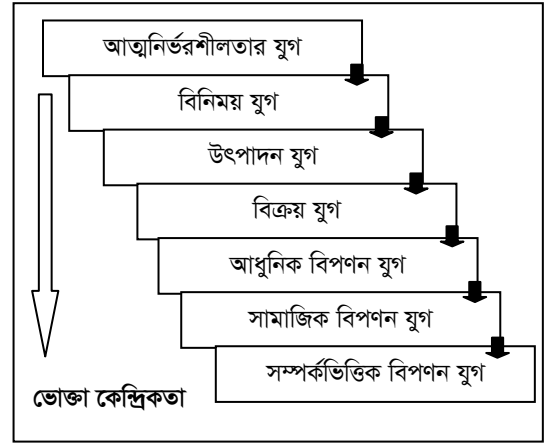 আত্মনির্ভরশীলতার যুগ
বিনিময় যুগ
উৎপাদন যুগ
বিক্রয় যুগ
আধুনিক বিপণন যুগ
সামাজিক বিপণন যুগ
সম্পর্কভিত্তিক বিপণন যুগ
ভোক্তা কেন্দ্রিকতা